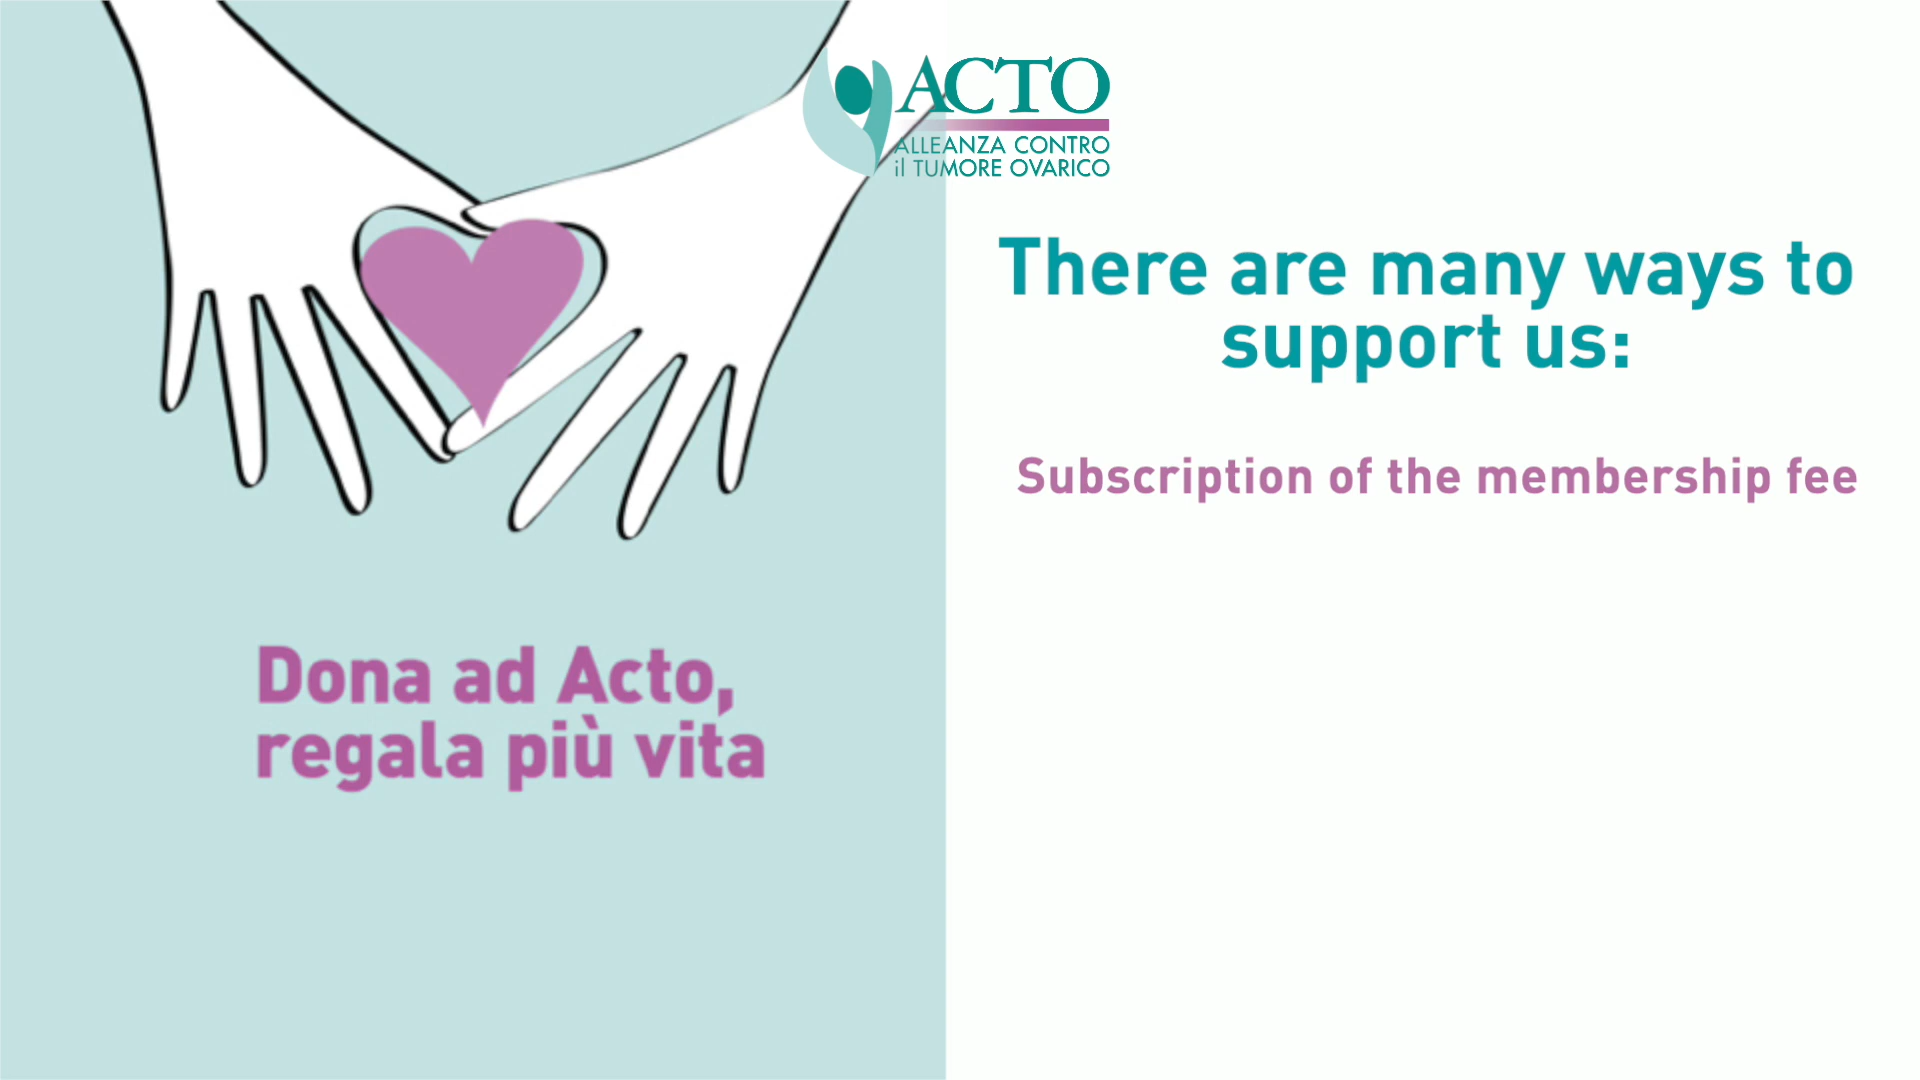 ACTO
ALLEANZA CONTRO
il TUMORE OVARICO
There are many ways to
support us:
Subscription of the membership fee
Dona ad Acto,
regala più vita